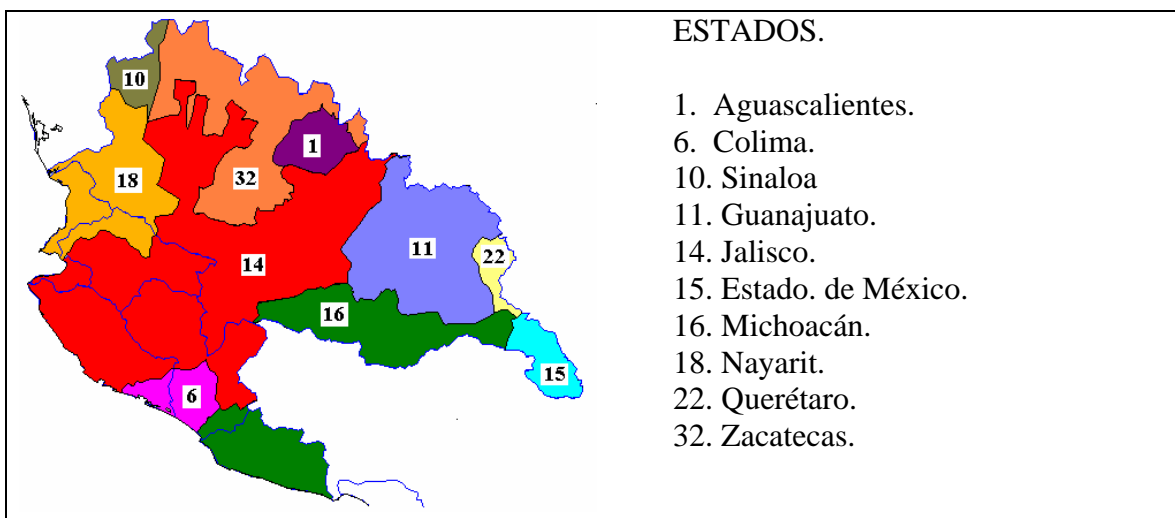 ESTADOS.
1. Aguascalientes.
6. Colima.
10. Sinaloa
11. Guanajuato.
14. Jalisco.
15. Estado. de México.
16. Michoacán.
18. Nayarit.
22. Querétaro.
32. Zacatecas.
10
1
18
32
22
11
14
16
15
6